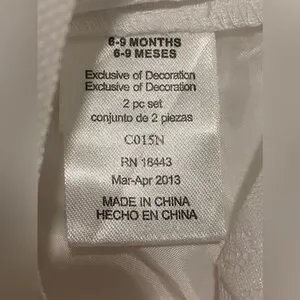 6-9 MONTHS
6-9 MESES
Exclusive of Decoration
Exclusive of Decoration
2 pc set
conjunto de 2 piezas
C015N
RN 16443
Mar-Apr 2013
MADE IN CHINA
HECHO EN CHINA